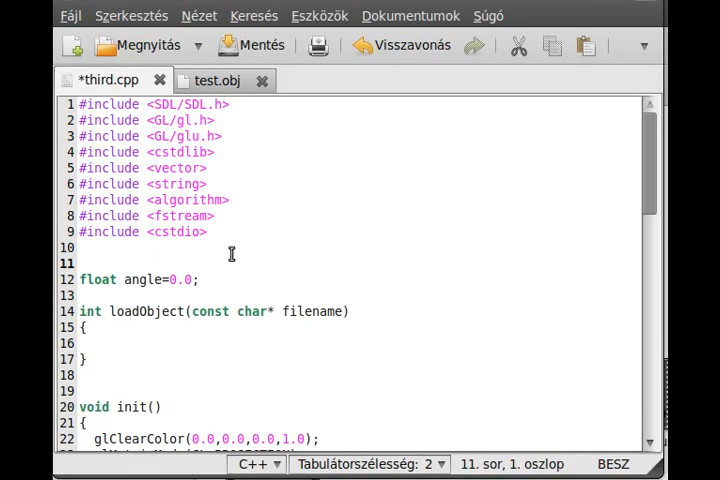 Fájl Szerkesztés Nézet Keresés Eszközök Dokumentumok Súgó
Megnyitás Mentés Visszavonás
*third.cpp test.obj
1 #include <SDL/SDL.h>
2 #include <GL/gl.h>
3 #include <GL/glu.h>
4 #include <cstdlib>
5 #include <vector>
6 #include <string>
7 #include <algorithm>
8 #include <fstream>
9 #include <cstdio>
10
11
12 float angle=0.0;
13
14 int loadObject(const char* filename)
15 {
16
17 }
18
19
20 void init()
21 {
22 glClearColor(0.0,0.0,0.0,1.0);
C++ Tabulátorszélesség: 2 11. sor, 1. oszlop BESZ